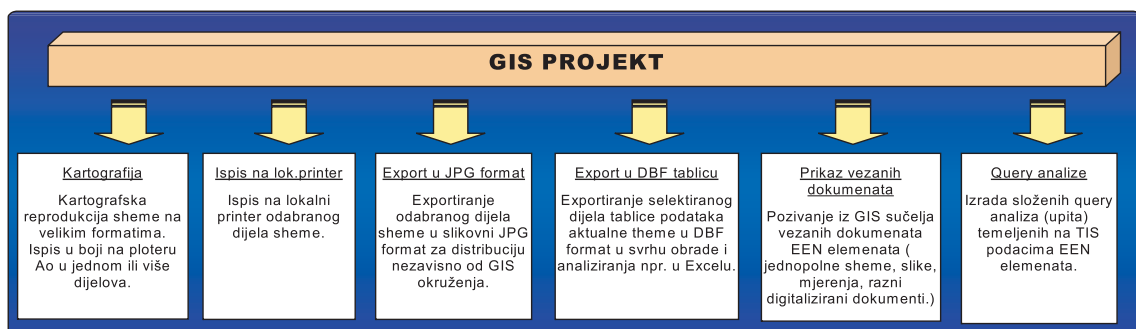 GIS PROJEKT
Kartografija
Kartografska
reprodukcija sheme na
velikim formatima.
Ispis u boji na ploteru
Ao u jednom ili više
dijelova.
Ispis na lok.printer
Ispis na lokalni
printer odabranog
dijela sheme.
Export u JPG format
Exportiranje
odabranog dijela
sheme u slikovni JPG
format za distribuciju
nezavisno od GIS
okruženja.
Export u DBF tablicu
Exportiranje selektiranog
dijela tablice podataka
aktualne theme u DBF
format u svrhu obrade i
analiziranja npr. u Excelu.
Prikaz vezanih
dokumenata
Pozivanje iz GIS sučelja
vezanih dokumenata
EEN elemenata (
jednopolne sheme, slike,
mjerenja, razni
digitalizirani dokumenti.)
Query analize
Izrada složenih query
analiza (upita)
temeljenih na TIS
podacima EEN
elemenata.